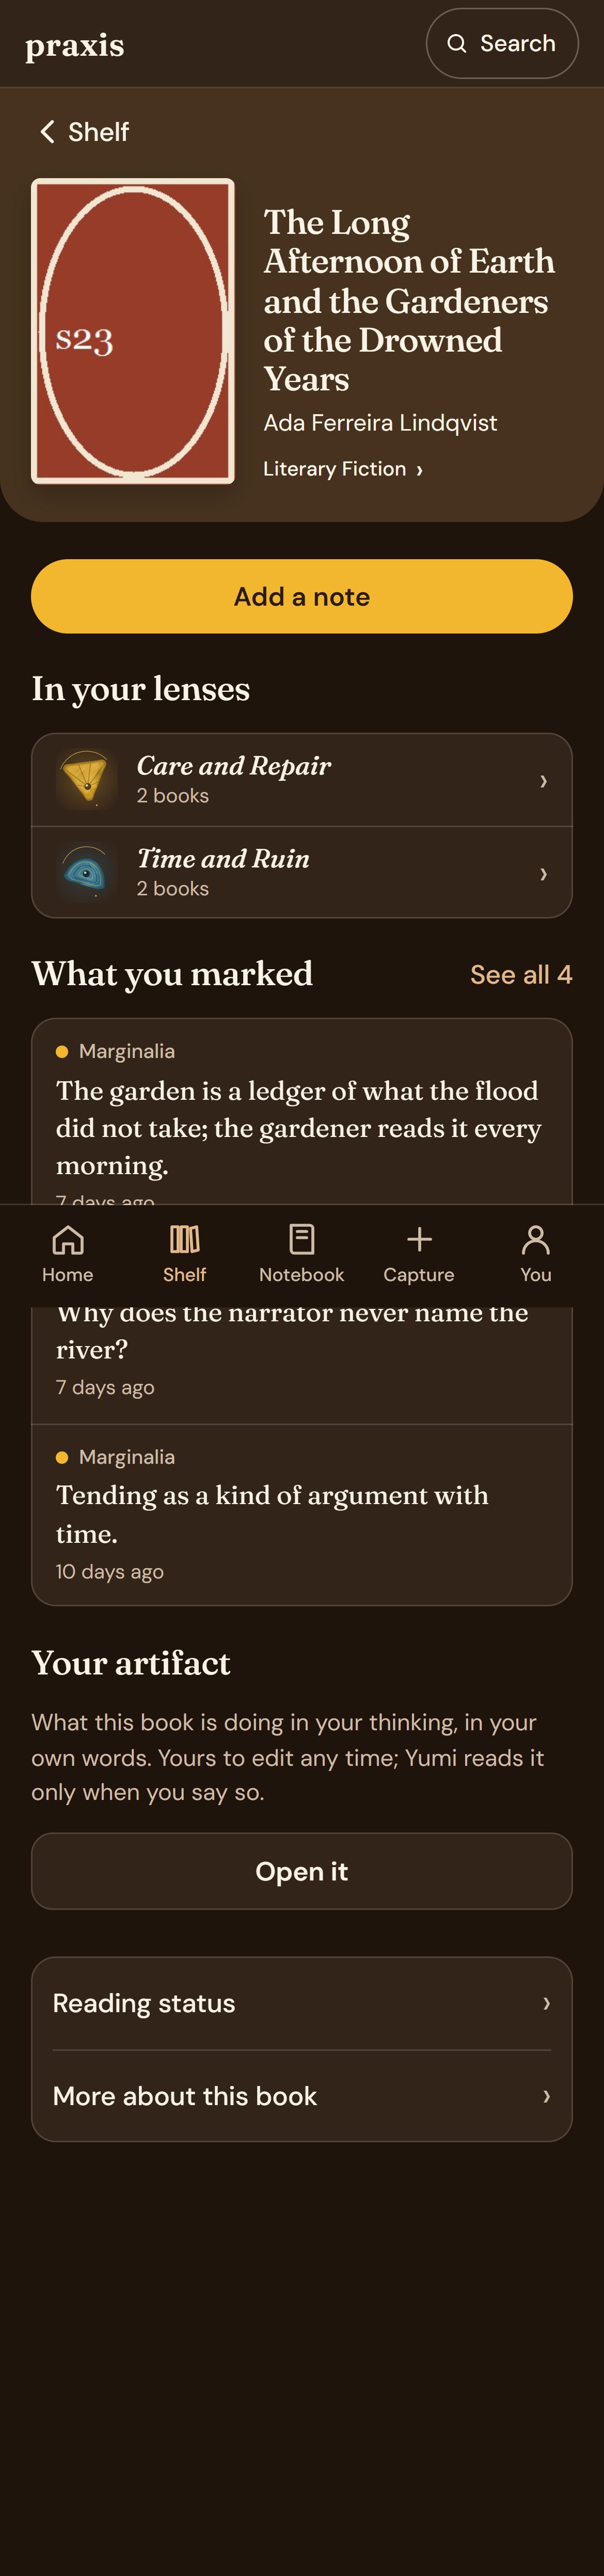 praxis
Search
Shelf
s23
The Long
Afternoon of Earth
and the Gardeners
of the Drowned
Years
Ada Ferreira Lindqvist
Literary Fiction ›
Add a note
In your lenses
Care and Repair
2 books
›
Time and Ruin
2 books
›
What you marked
See all 4
Marginalia
The garden is a ledger of what the flood
did not take; the gardener reads it every
morning.
7 days ago
Home
Shelf
Notebook
Capture
You
Why does the narrator never name the
river?
7 days ago
Marginalia
Tending as a kind of argument with
time.
10 days ago
Your artifact
What this book is doing in your thinking, in your
own words. Yours to edit any time; Yumi reads it
only when you say so.
Open it
Reading status ›
More about this book ›